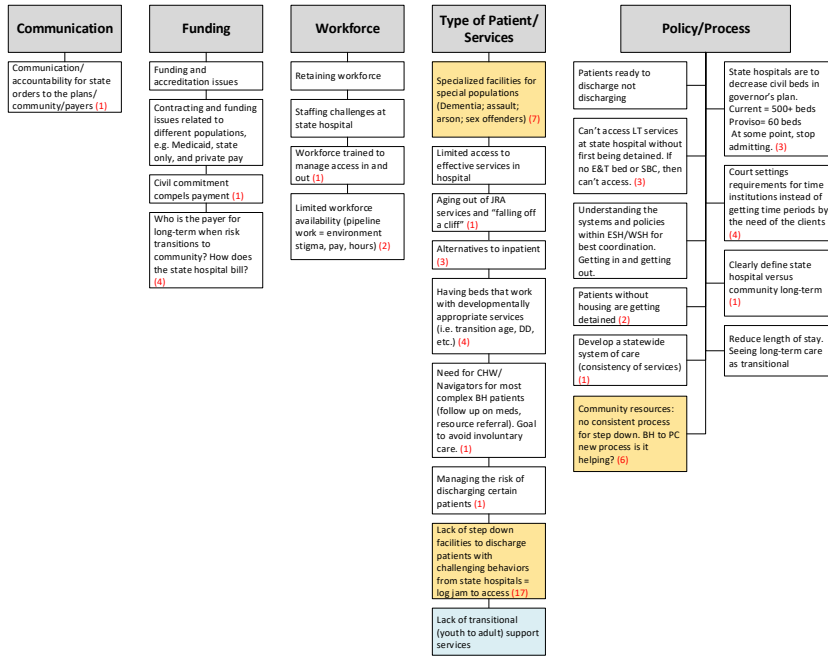 Communication
Communication/
accountability for state
orders to the plans/
community/payers (1)
Funding
Funding and
accreditation issues
Contracting and funding
issues related to
different populations,
e.g. Medicaid, state
only, and private pay
Civil commitment
compels payment (1)
Who is the payer for
long-term when risk
transitions to
community? How does
the state hospital bill?
(4)
Workforce
Retaining workforce
Staffing challenges at
state hospital
Workforce trained to
manage access in and
out (1)
Limited workforce
availability (pipeline
work = environment
stigma, pay, hours) (2)
Type of Patient/
Services
Specialized facilities for
special populations
(Dementia; assault;
arson; sex offenders) (7)
Limited access to
effective services in
hospital
Aging out of JRA
services and "falling off
a cliff" (1)
Alternatives to inpatient
(3)
Having beds that work
with developmentally
appropriate services
(i.e. transition age, DD,
etc.) (4)
Need for CHW/
Navigators for most
complex BH patients
(follow up on meds,
resource referral). Goal
to avoid involuntary
care. (1)
Managing the risk of
discharging certain
patients (1)
Lack of step down
facilities to discharge
patients with
challenging behaviors
from state hospitals =
log jam to access (17)
Lack of transitional
(youth to adult) support
services
Policy/Process
Patients ready to
discharge not
discharging
Can't access LT services
at state hospital without
first being detained. If
no E&T bed or SBC, then
can't access. (3)
Understanding the
systems and policies
within ESH/WSH for
best coordination.
Getting in and getting
out.
Patients without
housing are getting
detained (2)
Develop a statewide
system of care
(consistency of services)
(1)
Community resources:
no consistent process
for step down. BH to PC
new process is it
helping? (6)
State hospitals are to
decrease civil beds in
governor's plan.
Current = 500+ beds
Proviso= 60 beds
At some point, stop
admitting. (3)
Court settings
requirements for time
institutions instead of
getting time periods by
the need of the clients
(4)
Clearly define state
hospital versus
community long-term
(1)
Reduce length of stay.
Seeing long-term care
as transitional